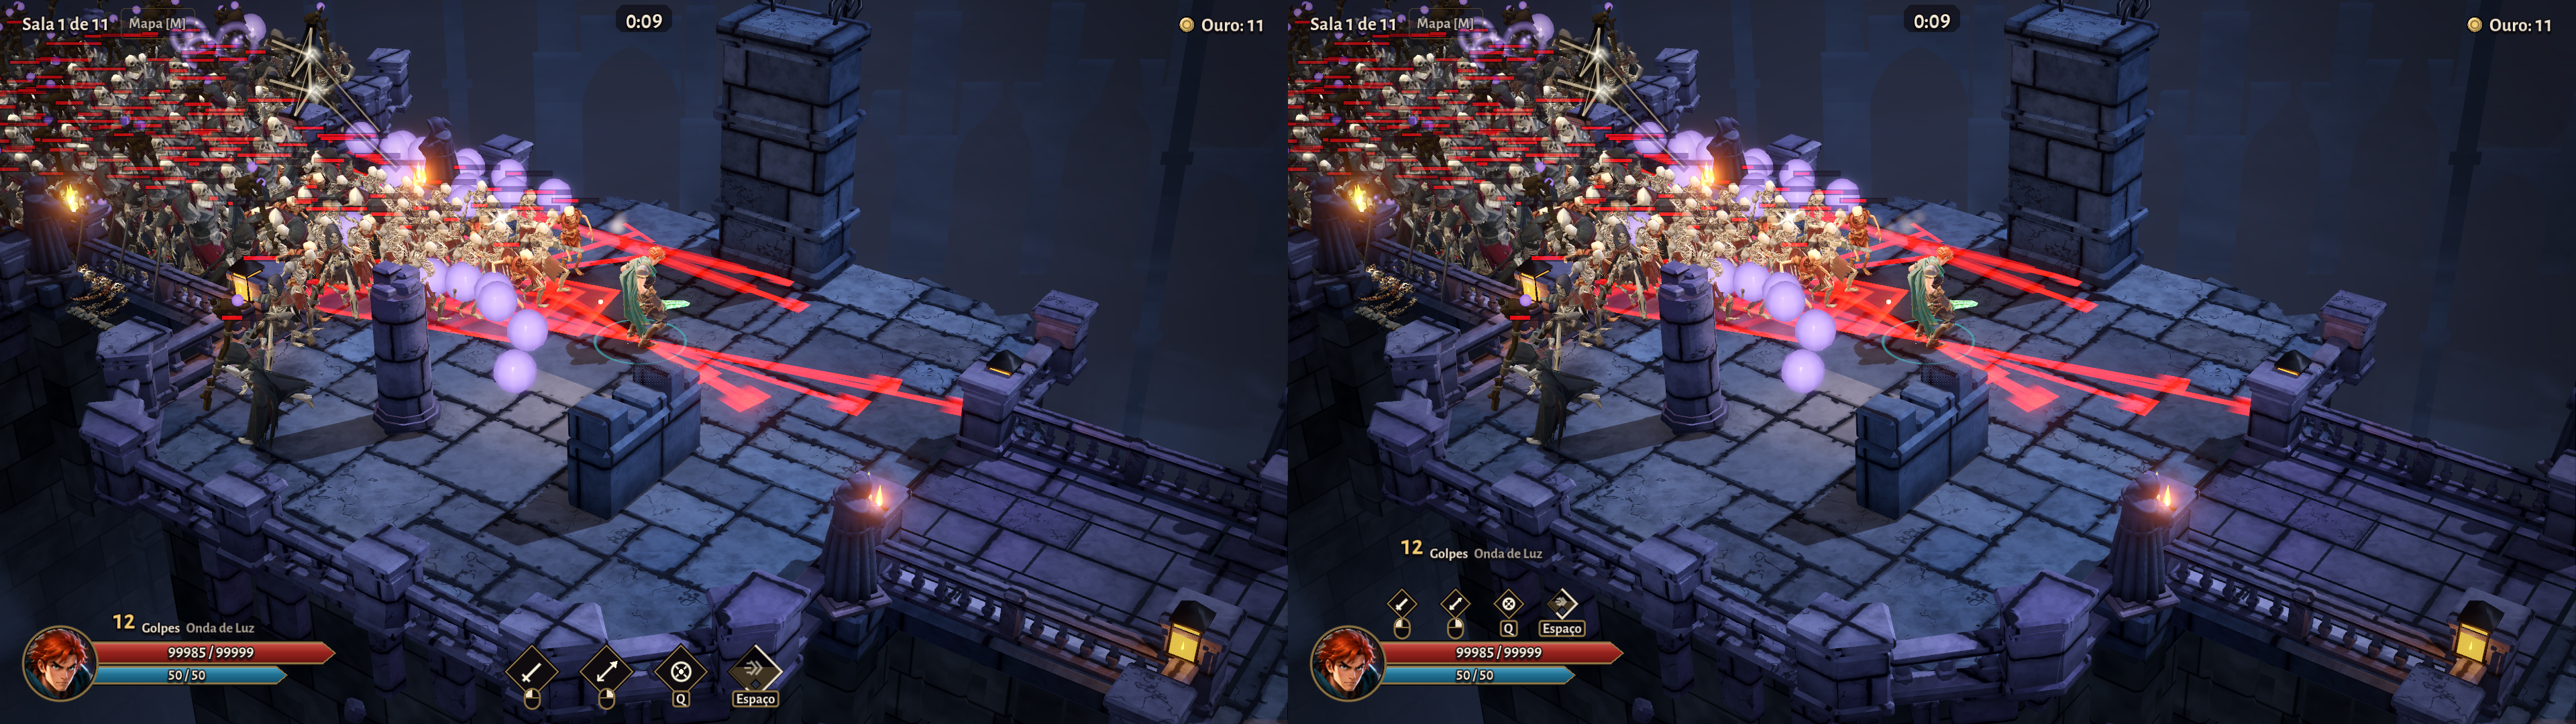 Sala 1 de 11 Mapa [M] 0:09 Ouro: 11
12 Golpes Onda de Luz
99985 / 99999
50 / 50
Q Espaço
Sala 1 de 11 Mapa [M] 0:09 Ouro: 11
12 Golpes Onda de Luz
Q Espaço
99985 / 99999
50 / 50